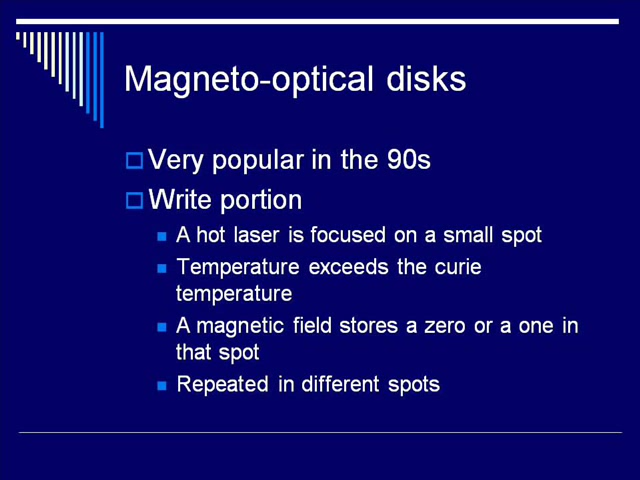 Magneto-optical disks
Very popular in the 90s
Write portion
A hot laser is focused on a small spot
Temperature exceeds the curie
temperature
A magnetic field stores a zero or a one in
that spot
Repeated in different spots